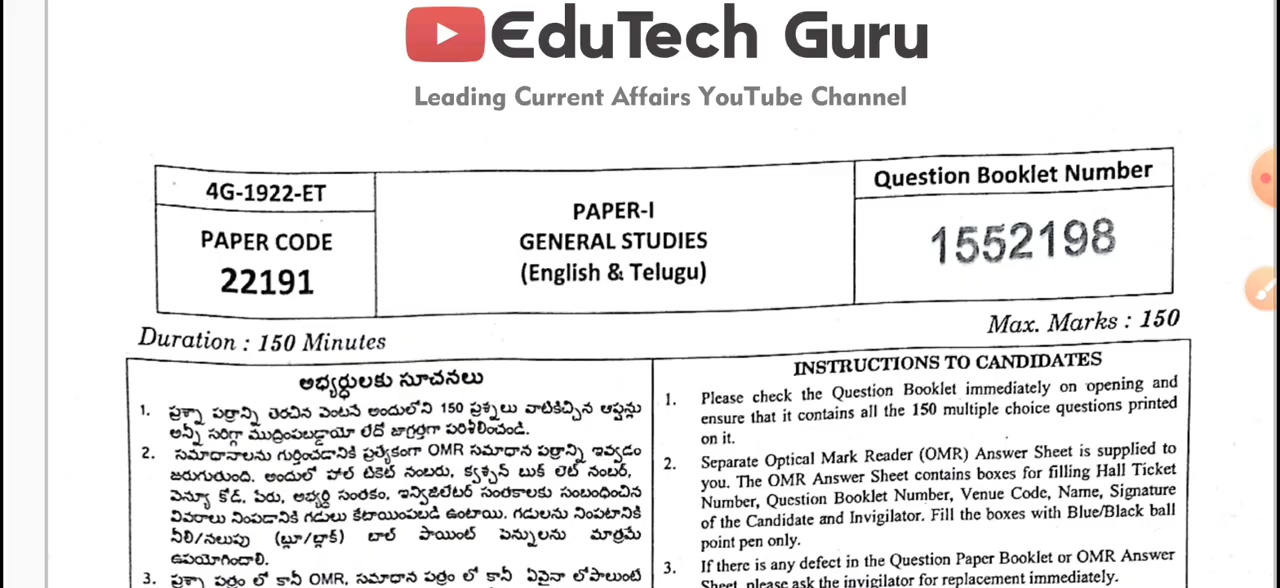 EduTech Guru
Leading Current Affairs YouTube Channel
4G-1922-ET
PAPER CODE
22191
PAPER-I
GENERAL STUDIES
(English & Telugu)
Question Booklet Number
1552198
Duration : 150 Minutes
Max. Marks : 150
అభ్యర్థులకు సూచనలు
1. ప్రశ్నా పత్రాన్ని తెరచిన వెంటనే అందులోని 150 ప్రశ్నలు వాటికిచ్చిన ఆప్షన్లు
అన్నీ సరిగ్గా ముద్రింపబడ్డాయో లేదో జాగ్రత్తగా పరిశీలించండి.
2. సమాధానాలను గుర్తించడానికి ప్రత్యేకంగా OMR సమాధాన పత్రాన్ని ఇవ్వడం
జరుగుతుంది. అందులో హాల్ టికెట్ నంబరు, క్వశ్చన్ బుక్ లెట్ నంబర్,
వెన్యూ కోడ్, పేరు, అభ్యర్థి సంతకం, ఇన్విజిలేటర్ సంతకాలకు సంబంధించిన
వివరాలు నింపడానికి గడులు కేటాయింపబడి ఉంటాయి. గడులను నింపటానికి
నీలి/నలుపు (బ్లూ/బ్లాక్) బాల్ పాయింట్ పెన్నులను మాత్రమే
ఉపయోగించాలి.
3. ప్రశ్నా పత్రం లో కానీ OMR, సమాధాన పత్రం లో కానీ ఏవైనా లోపాలుంటే
INSTRUCTIONS TO CANDIDATES
1. Please check the Question Booklet immediately on opening and
ensure that it contains all the 150 multiple choice questions printed
on it.
2. Separate Optical Mark Reader (OMR) Answer Sheet is supplied to
you. The OMR Answer Sheet contains boxes for filling Hall Ticket
Number, Question Booklet Number, Venue Code, Name, Signature
of the Candidate and Invigilator. Fill the boxes with Blue/Black ball
point pen only.
3. If there is any defect in the Question Paper Booklet or OMR Answer
Sheet, please ask the invigilator for replacement immediately.